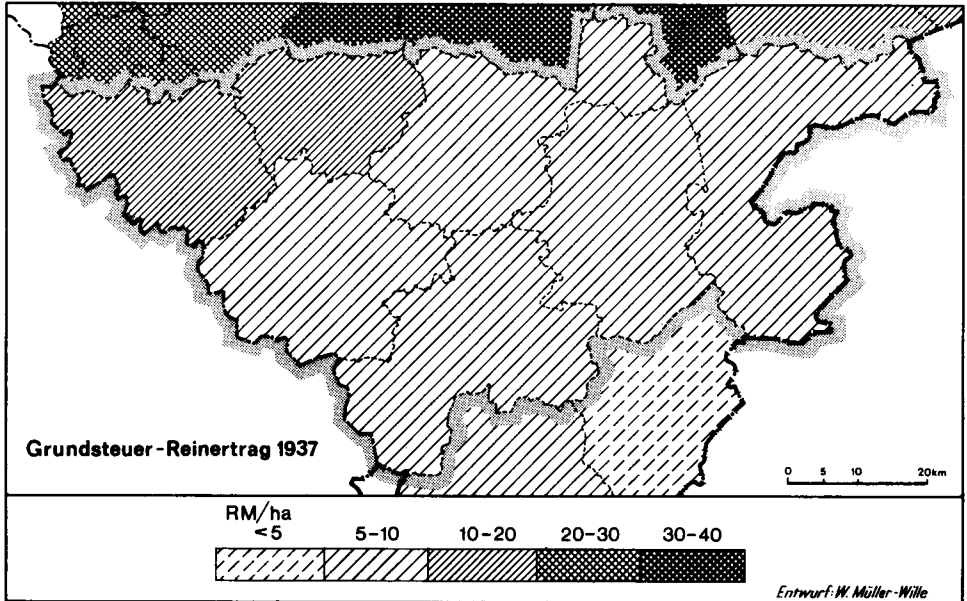 Grundsteuer-Reinertrag 1937
0 5 10 20km
RM/ha
<5 5-10 10-20 20-30 30-40
Entwurf: W. Müller-Wille